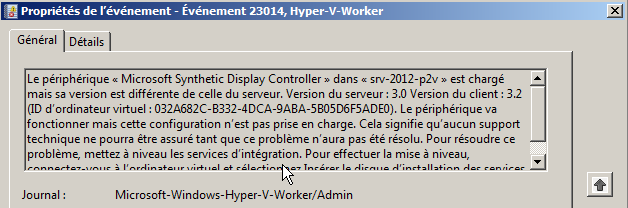 Propriétés de l'événement - Événement 23014, Hyper-V-Worker
Général
Détails
Le périphérique « Microsoft Synthetic Display Controller » dans « srv-2012-p2v » est chargé
mais sa version est différente de celle du serveur. Version du serveur : 3.0 Version du client : 3.2
(ID d'ordinateur virtuel : 032A682C-B332-4DCA-9ABA-5B05D6F5ADE0). Le périphérique va
fonctionner mais cette configuration n'est pas prise en charge. Cela signifie qu'aucun support
technique ne pourra être assuré tant que ce problème n'aura pas été résolu. Pour résoudre ce
problème, mettez à niveau les services d'intégration. Pour effectuer la mise à niveau,
connectez-vous à l'ordinateur virtuel et sélectionnez Insérer le disque d'installation des services
Journal :
Microsoft-Windows-Hyper-V-Worker/Admin